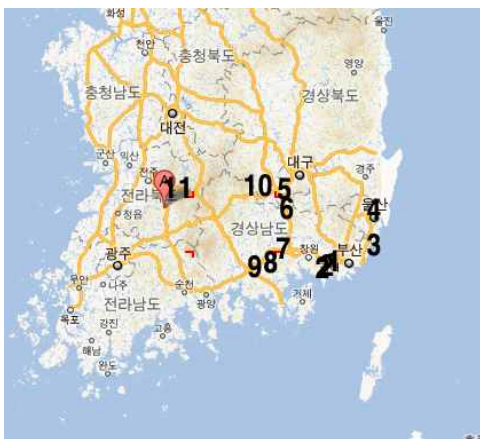 화성
울진
천안
충청북도
영양
충청남도
경상북도
대전
군산
익산
전주
대구
경주
전라북
11
10
5
정읍
6
울산
4
경상남도
광주
7
창원
부산
3
9
8
2
1
무안
나주
순천
거제
전라남도
광양
목포
강진
고흥
해남
완도